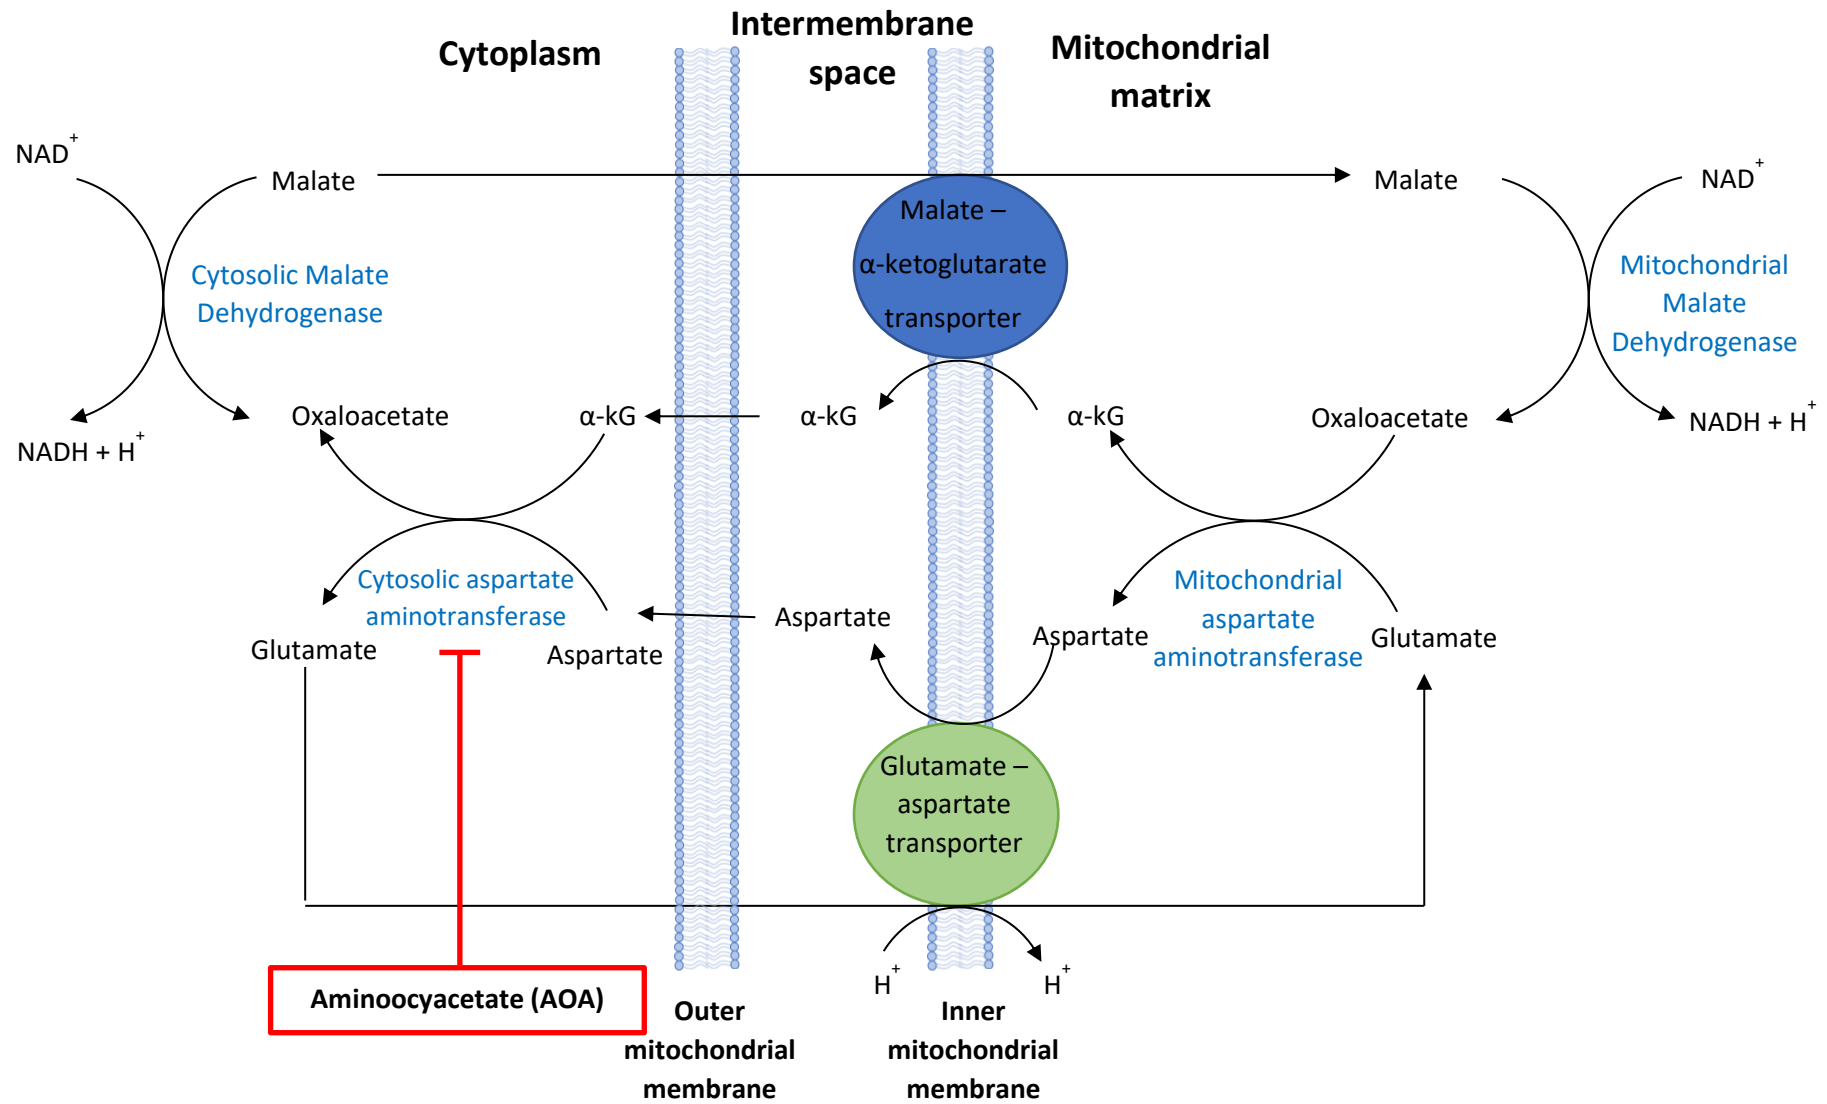 Cytoplasm
Intermembrane
space
Mitochondrial
matrix
NAD+
Malate
Malate
NAD+
Malate –
α-ketoglutarate
transporter
Cytosolic Malate
Dehydrogenase
Mitochondrial
Malate
Dehydrogenase
NADH + H+
Oxaloacetate
α-kG
α-kG
α-kG
Oxaloacetate
NADH + H+
Cytosolic aspartate
aminotransferase
Mitochondrial
aspartate
aminotransferase
Glutamate
Aspartate
Aspartate
Aspartate
Glutamate
Glutamate –
aspartate
transporter
H+
H+
Aminoocyacetate (AOA)
Outer
mitochondrial
membrane
Inner
mitochondrial
membrane